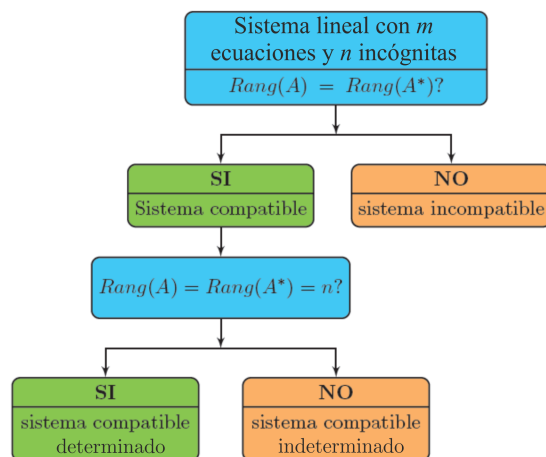 Sistema lineal con m
ecuaciones y n incógnitas
Rang(A) = Rang(A*)?
SI
Sistema compatible
NO
sistema incompatible
Rang(A) = Rang(A*) = n?
SI
sistema compatible
determinado
NO
sistema compatible
indeterminado